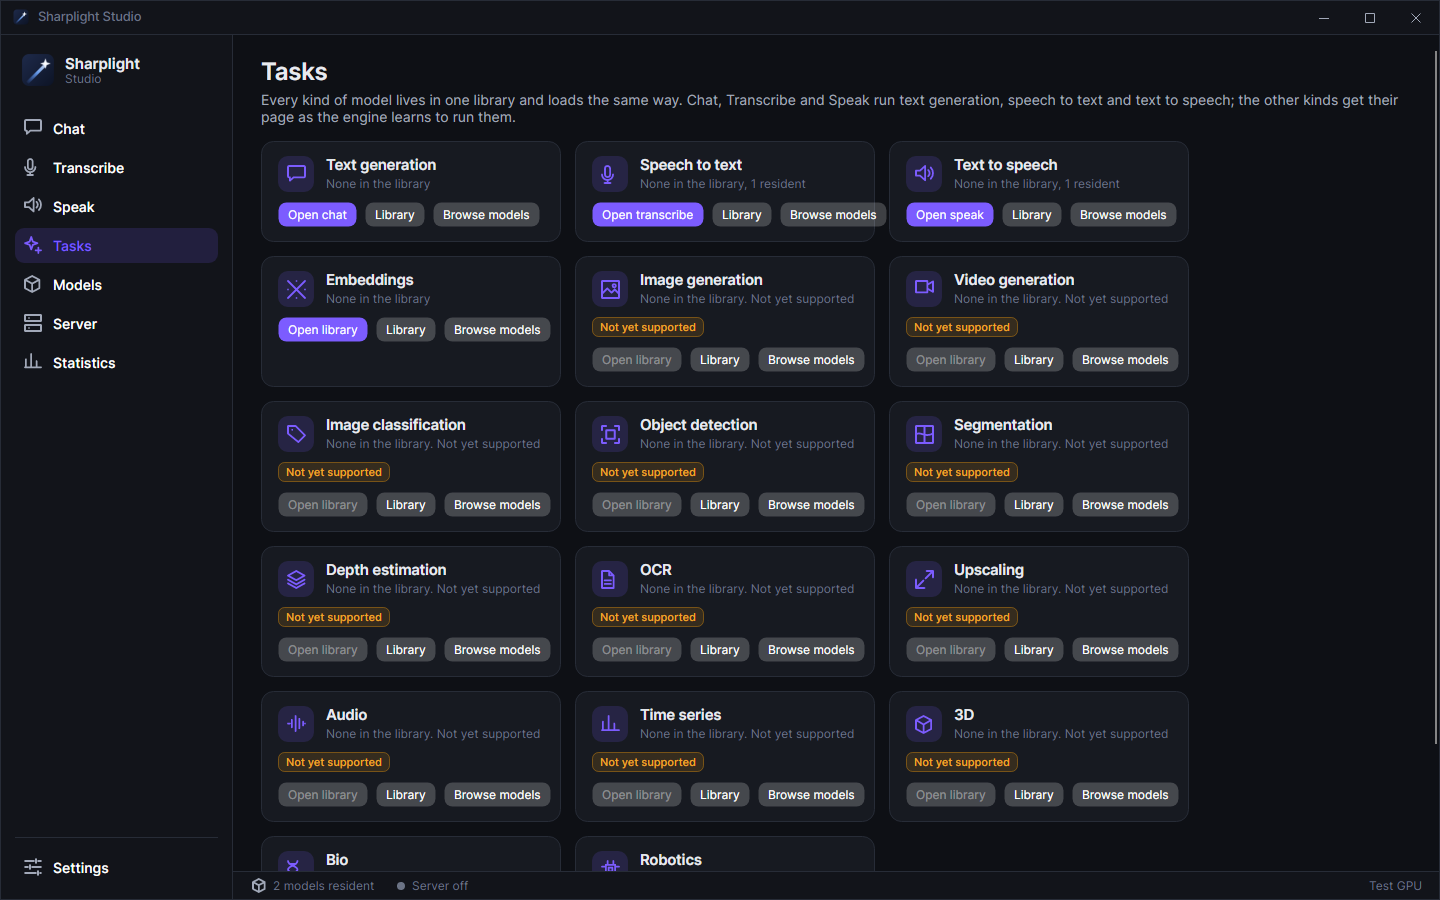 Sharplight Studio
Sharplight
Studio
Chat
Transcribe
Speak
Tasks
Models
Server
Statistics
Settings
Tasks
Every kind of model lives in one library and loads the same way. Chat, Transcribe and Speak run text generation, speech to text and text to speech; the other kinds get their
page as the engine learns to run them.
Text generation
None in the library
Open chat Library Browse models
Speech to text
None in the library, 1 resident
Open transcribe Library Browse models
Text to speech
None in the library, 1 resident
Open speak Library Browse models
Embeddings
None in the library
Open library Library Browse models
Image generation
None in the library. Not yet supported
Not yet supported
Open library Library Browse models
Video generation
None in the library. Not yet supported
Not yet supported
Open library Library Browse models
Image classification
None in the library. Not yet supported
Not yet supported
Open library Library Browse models
Object detection
None in the library. Not yet supported
Not yet supported
Open library Library Browse models
Segmentation
None in the library. Not yet supported
Not yet supported
Open library Library Browse models
Depth estimation
None in the library. Not yet supported
Not yet supported
Open library Library Browse models
OCR
None in the library. Not yet supported
Not yet supported
Open library Library Browse models
Upscaling
None in the library. Not yet supported
Not yet supported
Open library Library Browse models
Audio
None in the library. Not yet supported
Not yet supported
Open library Library Browse models
Time series
None in the library. Not yet supported
Not yet supported
Open library Library Browse models
3D
None in the library. Not yet supported
Not yet supported
Open library Library Browse models
Bio
Robotics
2 models resident
Server off
Test GPU